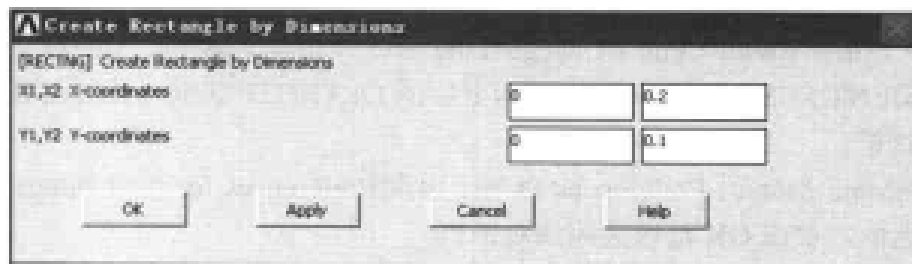 Create Rectangle by Dimensions
[RECTNG] Create Rectangle by Dimensions
X1,X2 X-coordinates 0 0.2
Y1,Y2 Y-coordinates 0 0.1
OK Apply Cancel Help